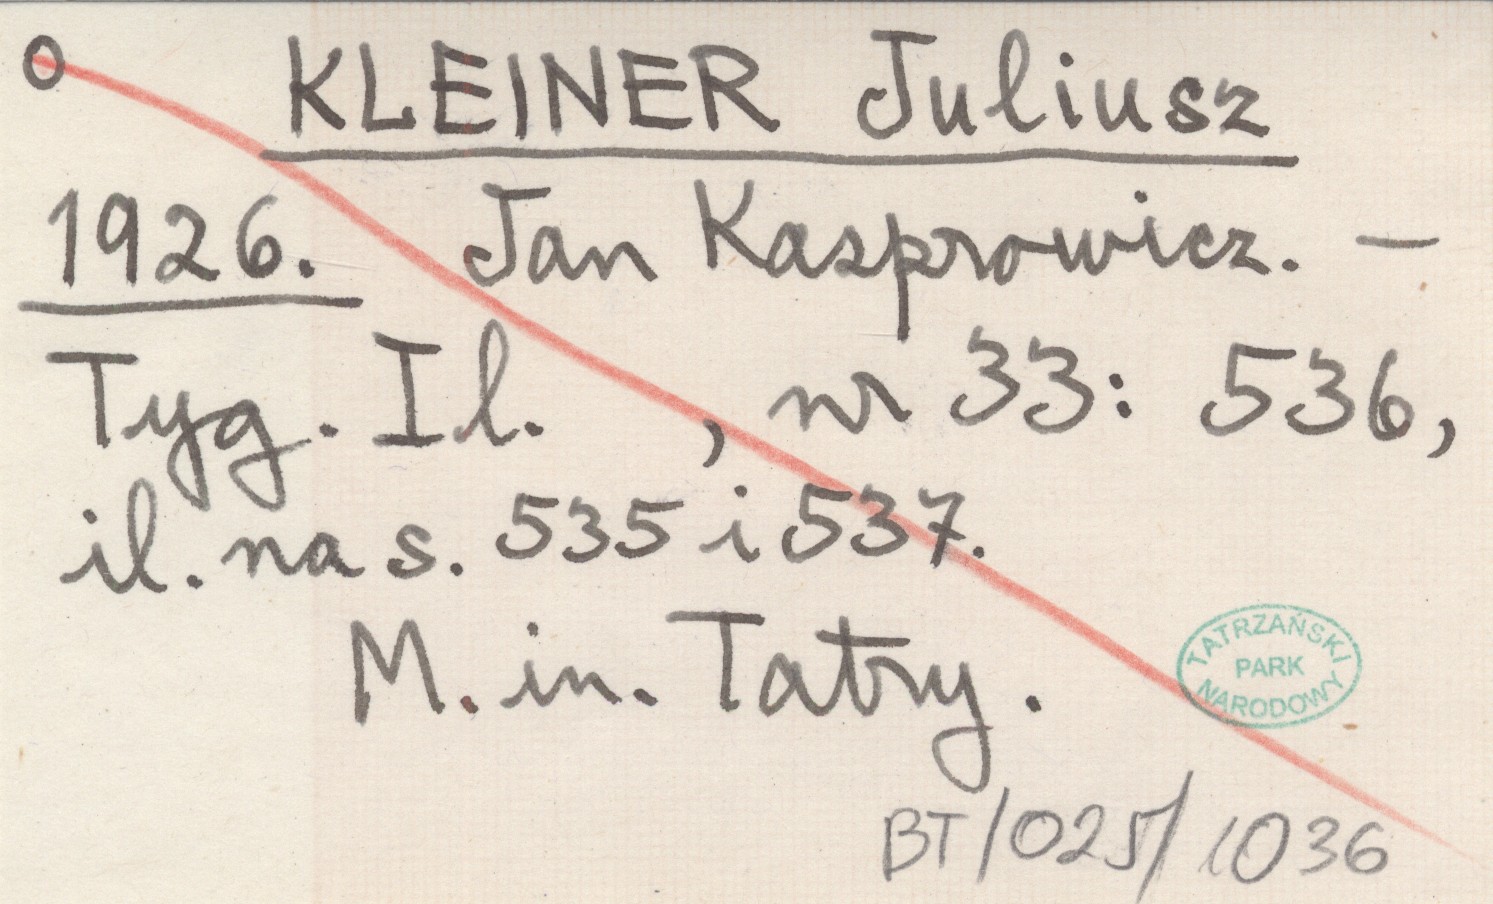 O KLEINER Juliusz
1926. Jan Kasprowicz. —
Tyg. Il. , nr 33: 536,
il. na s. 535 i 537.
M. in. Tatry.
TATRZAŃSKI
PARK
NARODOWY
BT/025/1036